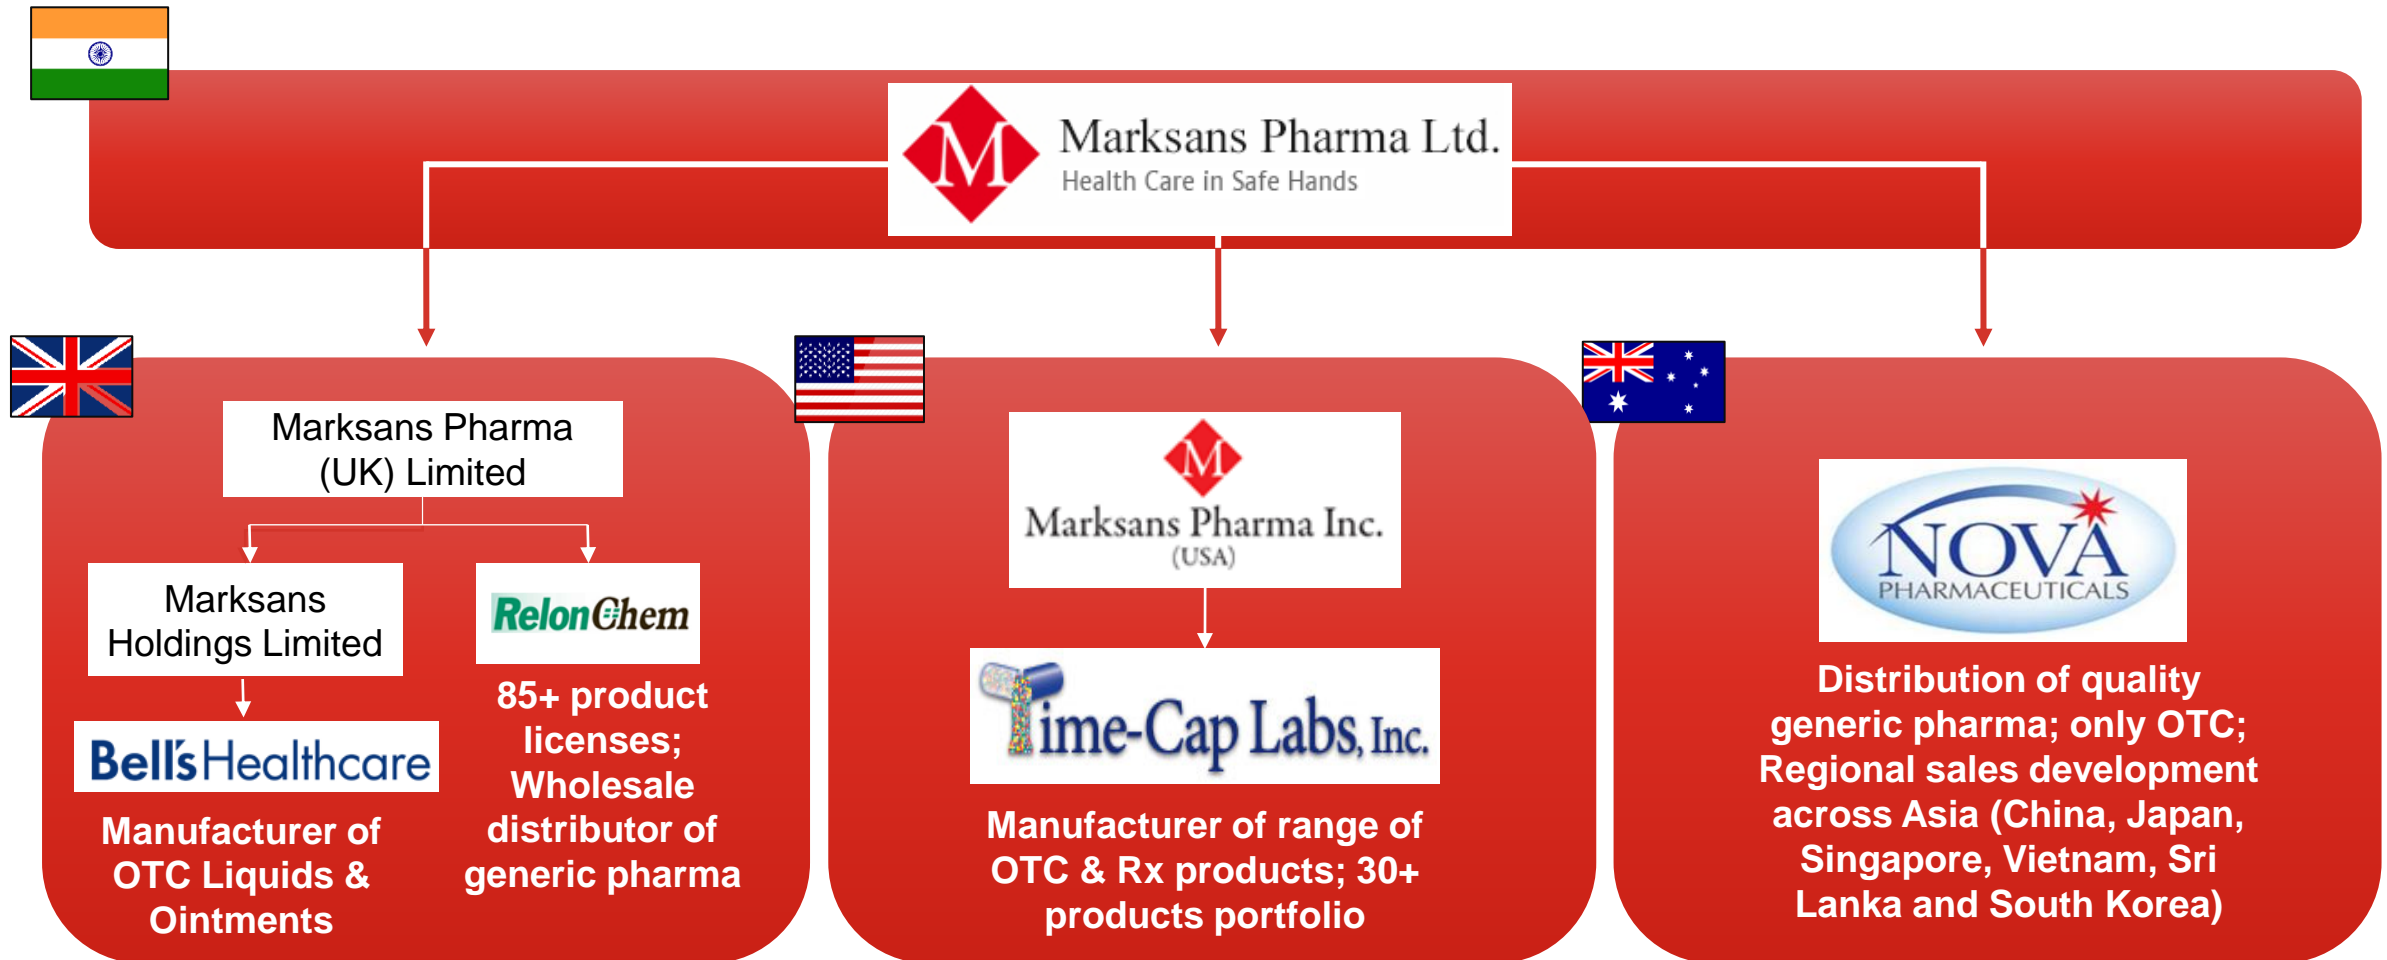 M
Marksans Pharma Ltd.
Health Care in Safe Hands
Marksans Pharma
(UK) Limited
Marksans
Holdings Limited
Bell's Healthcare
Manufacturer of
OTC Liquids &
Ointments
RelonChem
85+ product
licenses;
Wholesale
distributor of
generic pharma
M
Marksans Pharma Inc.
(USA)
Time-Cap Labs, Inc.
Manufacturer of range of
OTC & Rx products; 30+
products portfolio
NOVA
PHARMACEUTICALS
Distribution of quality
generic pharma; only OTC;
Regional sales development
across Asia (China, Japan,
Singapore, Vietnam, Sri
Lanka and South Korea)